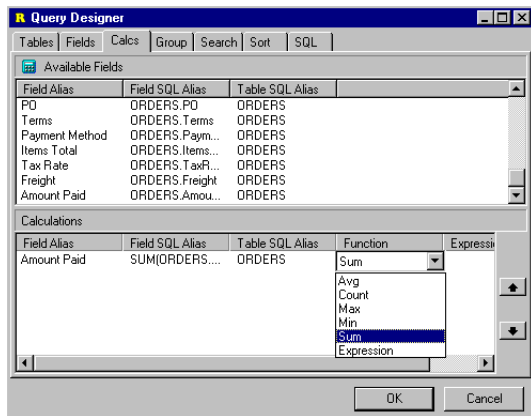 R Query Designer
Tables Fields Calcs Group Search Sort SQL
Available Fields
Field Alias Field SQL Alias Table SQL Alias
PO ORDERS.PO ORDERS
Terms ORDERS.Terms ORDERS
Payment Method ORDERS.Paym... ORDERS
Items Total ORDERS.Items... ORDERS
Tax Rate ORDERS.TaxR... ORDERS
Freight ORDERS.Freight ORDERS
Amount Paid ORDERS.Amou... ORDERS
Calculations
Field Alias Field SQL Alias Table SQL Alias Function Expressi
Amount Paid SUM(ORDERS.... ORDERS Sum
Avg
Count
Max
Min
Sum
Expression
OK Cancel